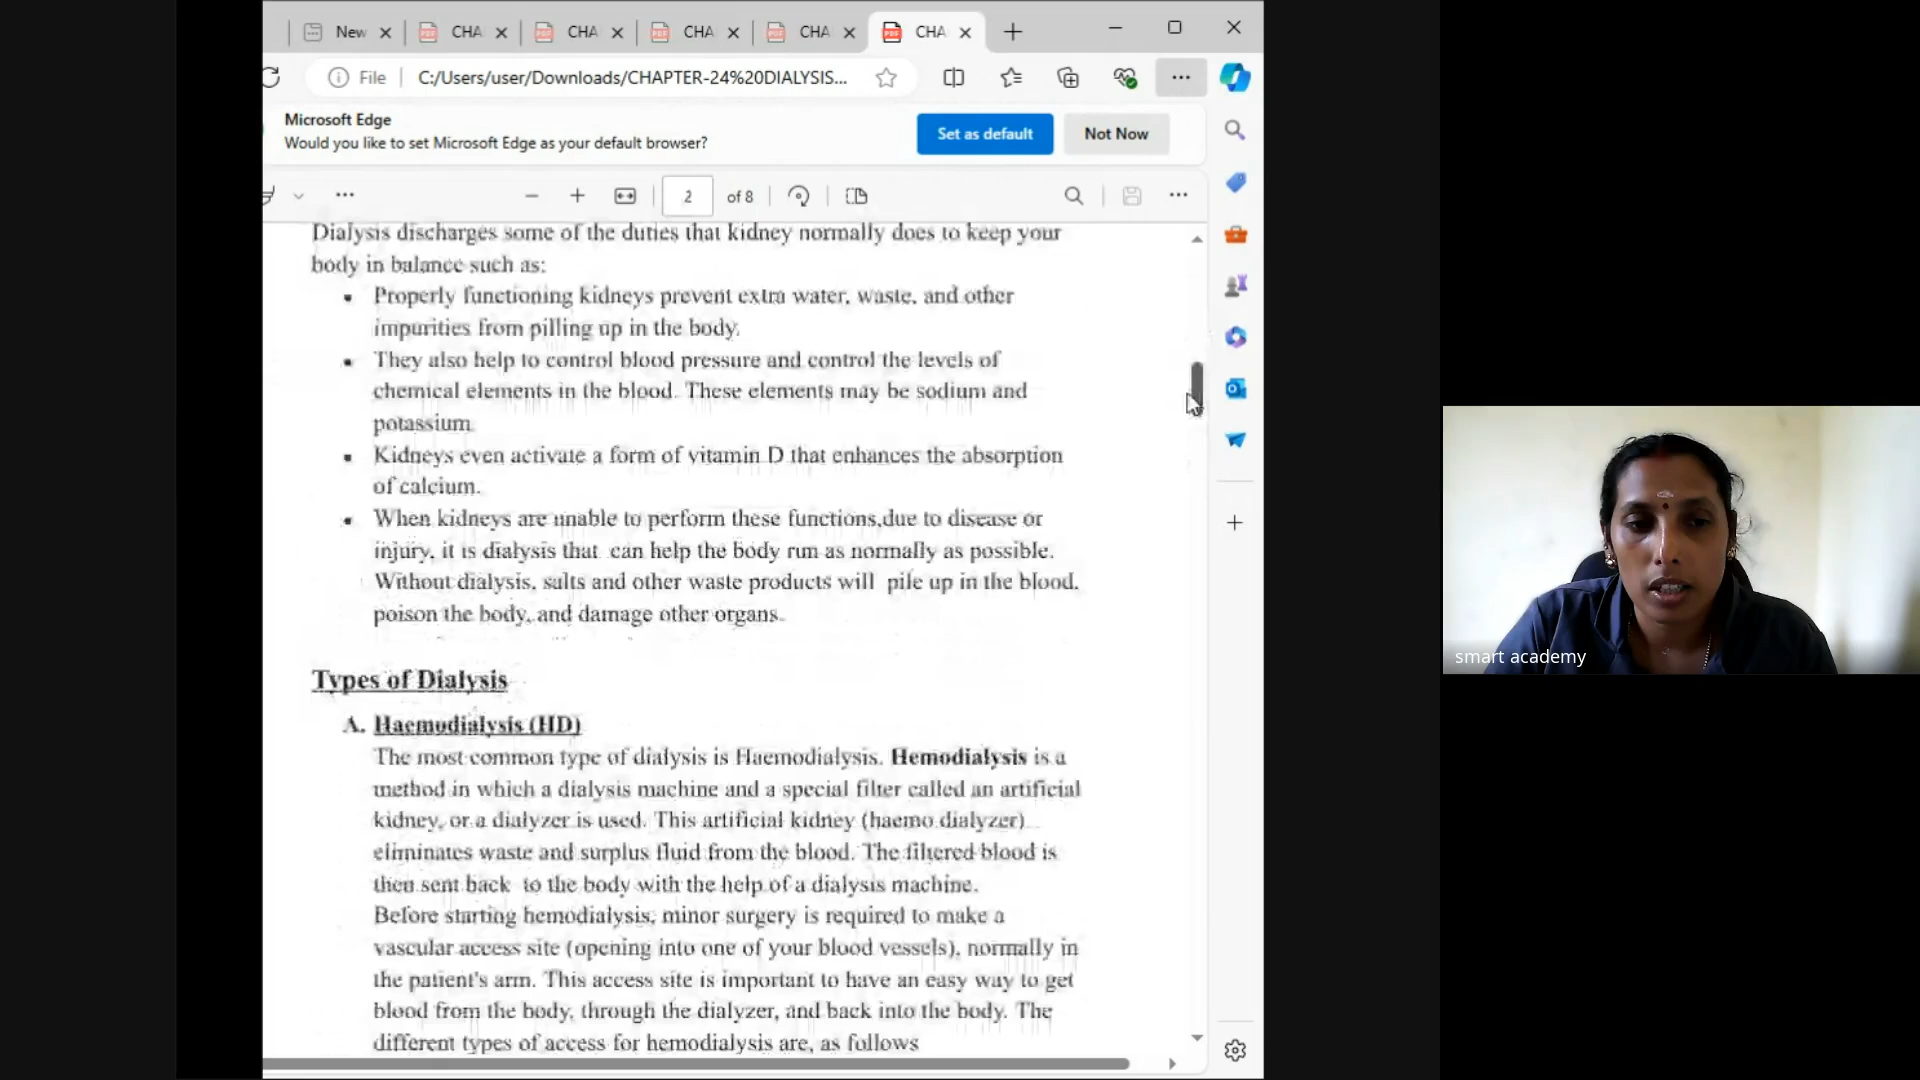 New
CHA
CHA
CHA
CHA
CHA
File
C:/Users/user/Downloads/CHAPTER-24%20DIALYSIS...
Microsoft Edge
Would you like to set Microsoft Edge as your default browser?
Set as default
Not Now
2
of 8
Dialysis discharges some of the duties that kidney normally does to keep your
body in balance such as:
▪ Properly functioning kidneys prevent extra water, waste, and other
impurities from pilling up in the body.
▪ They also help to control blood pressure and control the levels of
chemical elements in the blood. These elements may be sodium and
potassium
▪ Kidneys even activate a form of vitamin D that enhances the absorption
of calcium.
▪ When kidneys are unable to perform these functions,due to disease or
injury, it is dialysis that can help the body run as normally as possible.
Without dialysis, salts and other waste products will pile up in the blood,
poison the body, and damage other organs.
Types of Dialysis
A. Haemodialysis (HD)
The most common type of dialysis is Haemodialysis. Hemodialysis is a
method in which a dialysis machine and a special filter called an artificial
kidney, or a dialyzer is used. This artificial kidney (haemo dialyzer)
eliminates waste and surplus fluid from the blood. The filtered blood is
then sent back to the body with the help of a dialysis machine.
Before starting hemodialysis, minor surgery is required to make a
vascular access site (opening into one of your blood vessels), normally in
the patient's arm. This access site is important to have an easy way to get
blood from the body, through the dialyzer, and back into the body. The
different types of access for hemodialysis are, as follows
smart academy